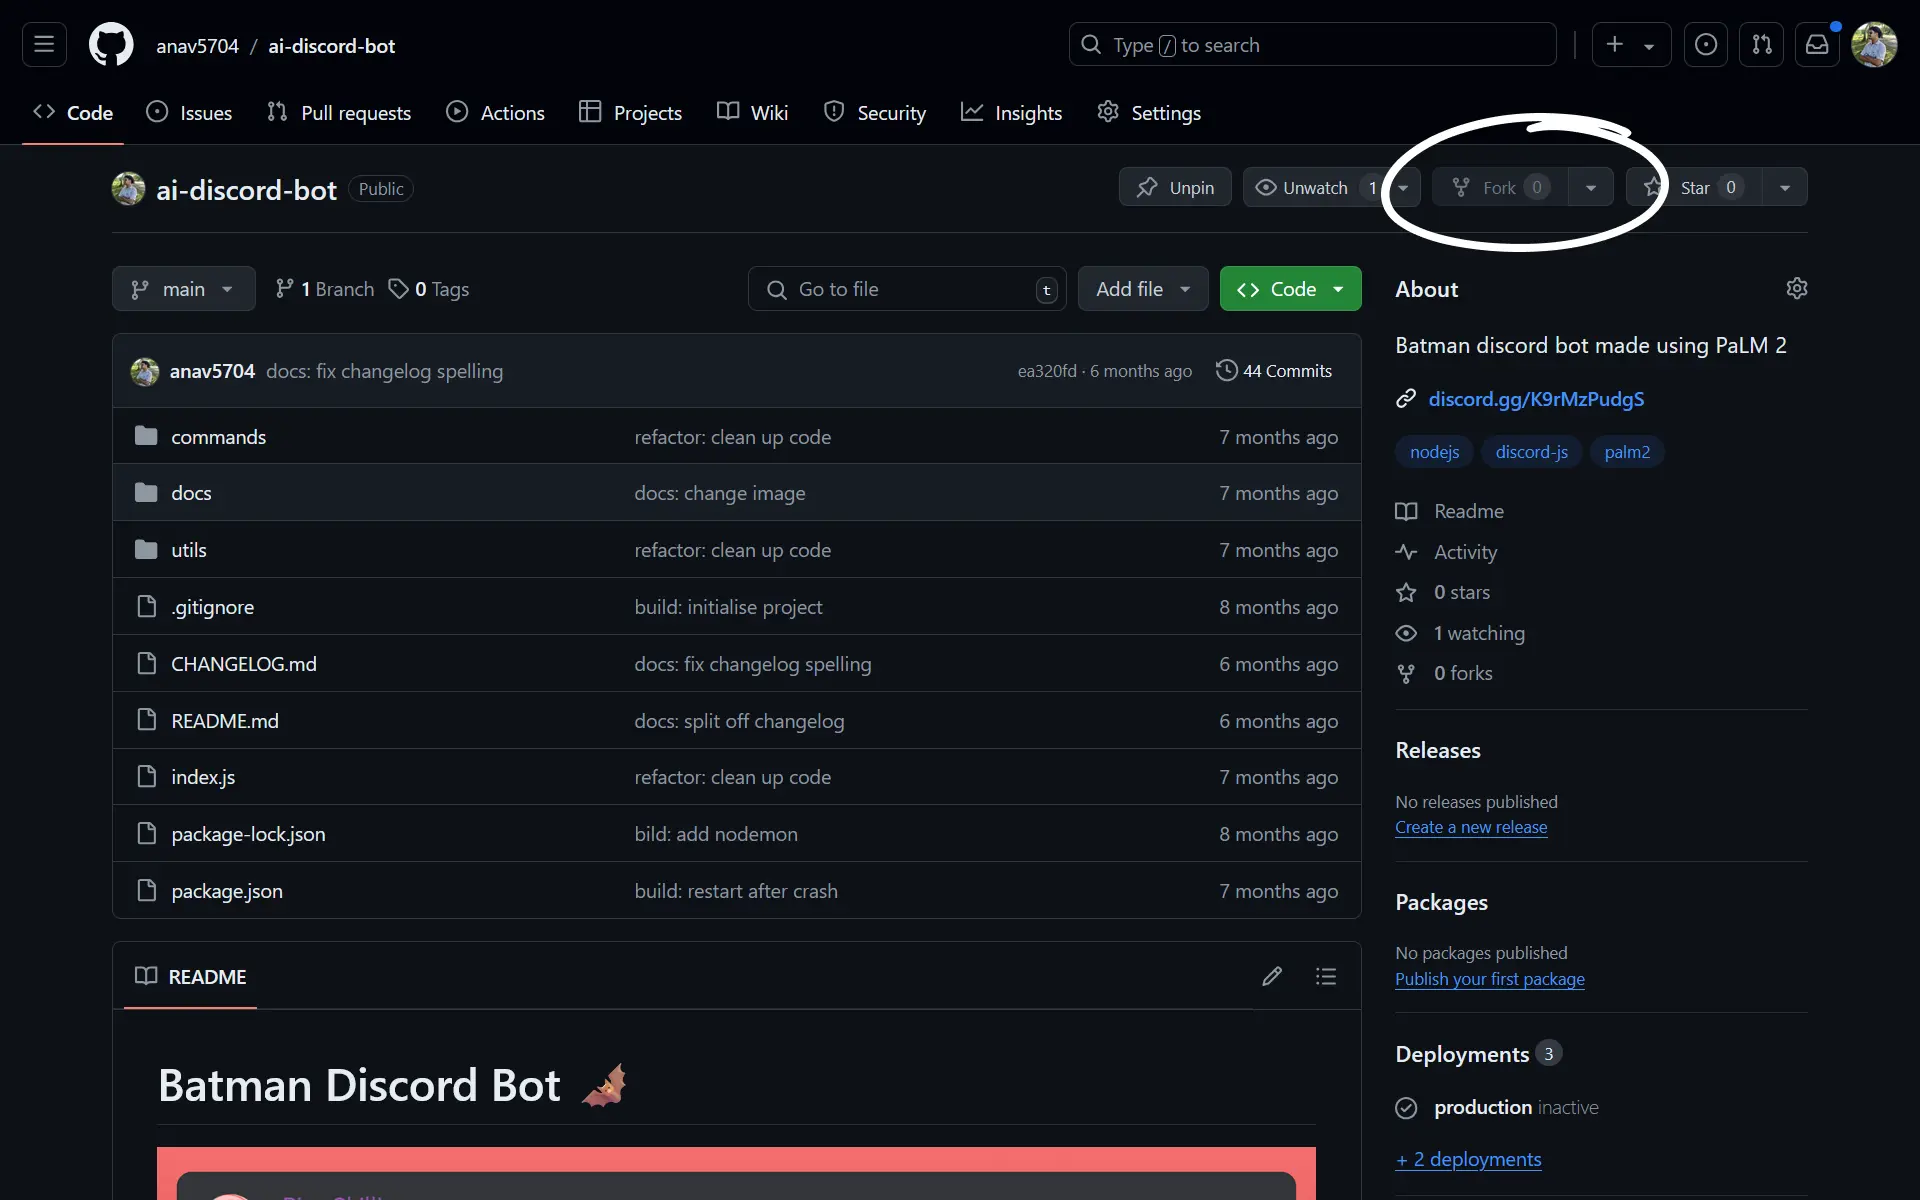 anav5704 / ai-discord-bot
Type / to search
Code Issues Pull requests Actions Projects Wiki Security Insights Settings
ai-discord-bot Public
Unpin Unwatch 1 Fork 0 Star 0
main 1 Branch 0 Tags
Go to file t Add file Code
anav5704 docs: fix changelog spelling ea320fd · 6 months ago 44 Commits
commands refactor: clean up code 7 months ago
docs docs: change image 7 months ago
utils refactor: clean up code 7 months ago
.gitignore build: initialise project 8 months ago
CHANGELOG.md docs: fix changelog spelling 6 months ago
README.md docs: split off changelog 6 months ago
index.js refactor: clean up code 7 months ago
package-lock.json bild: add nodemon 8 months ago
package.json build: restart after crash 7 months ago
README
Batman Discord Bot
About
Batman discord bot made using PaLM 2
discord.gg/K9rMzPudgS
nodejs discord-js palm2
Readme
Activity
0 stars
1 watching
0 forks
Releases
No releases published
Create a new release
Packages
No packages published
Publish your first package
Deployments 3
production inactive
+ 2 deployments